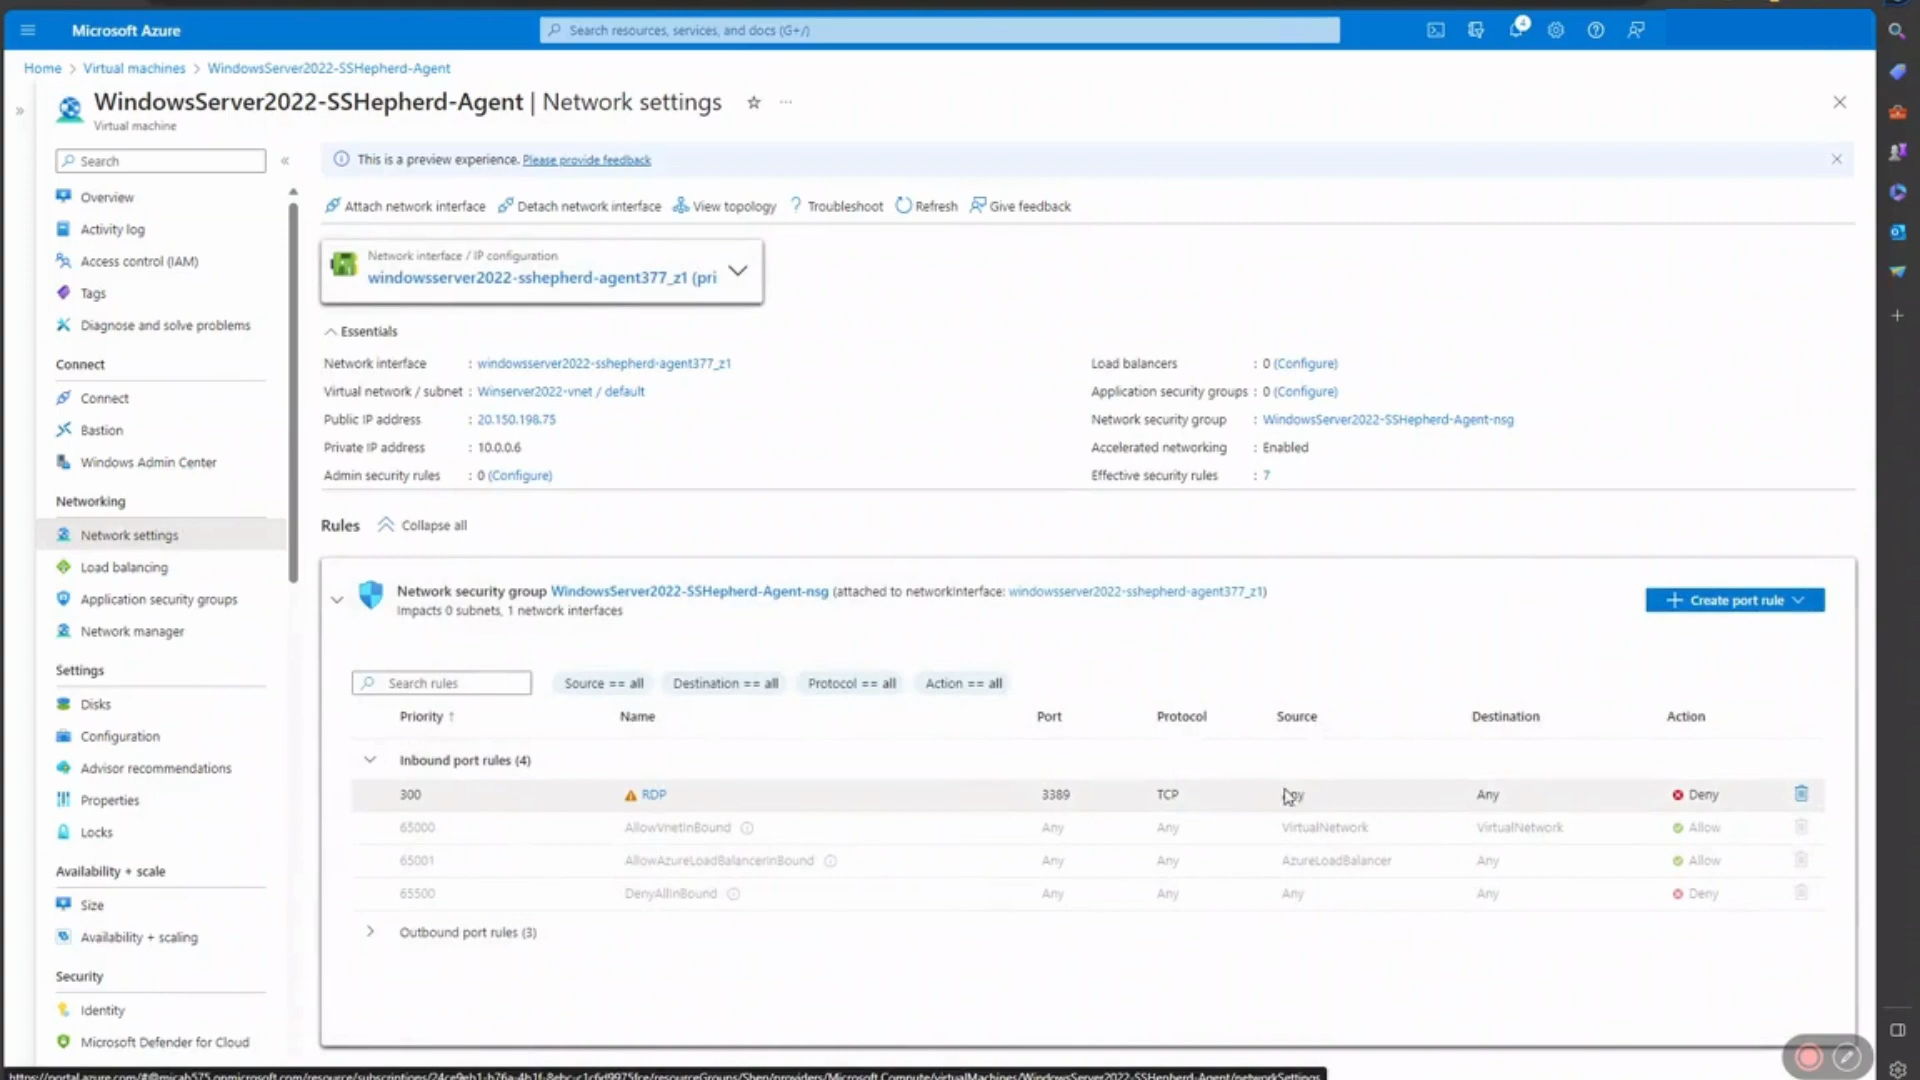 Microsoft Azure
Search resources, services, and docs (G+/)
4
Home > Virtual machines > WindowsServer2022-SSHepherd-Agent
WindowsServer2022-SSHepherd-Agent | Network settings
Virtual machine
Search
This is a preview experience. Please provide feedback
Overview
Activity log
Access control (IAM)
Tags
Diagnose and solve problems
Connect
Connect
Bastion
Windows Admin Center
Networking
Network settings
Load balancing
Application security groups
Network manager
Settings
Disks
Configuration
Advisor recommendations
Properties
Locks
Availability + scale
Size
Availability + scaling
Security
Identity
Microsoft Defender for Cloud
Attach network interface Detach network interface View topology Troubleshoot Refresh Give feedback
Network interface / IP configuration
windowsserver2022-sshepherd-agent377_z1 (pri
Essentials
Network interface : windowsserver2022-sshepherd-agent377_z1
Virtual network / subnet : Winserver2022-vnet / default
Public IP address : 20.150.198.75
Private IP address : 10.0.0.6
Admin security rules : 0 (Configure)
Load balancers : 0 (Configure)
Application security groups : 0 (Configure)
Network security group : WindowsServer2022-SSHepherd-Agent-nsg
Accelerated networking : Enabled
Effective security rules : 7
Rules Collapse all
Network security group WindowsServer2022-SSHepherd-Agent-nsg (attached to networkInterface: windowsserver2022-sshepherd-agent377_z1)
Impacts 0 subnets, 1 network interfaces
+ Create port rule
Search rules Source == all Destination == all Protocol == all Action == all
Priority ↑ Name Port Protocol Source Destination Action
Inbound port rules (4)
300 RDP 3389 TCP Any Any Deny
65000 AllowVnetInBound Any Any VirtualNetwork VirtualNetwork Allow
65001 AllowAzureLoadBalancerInBound Any Any AzureLoadBalancer Any Allow
65500 DenyAllInBound Any Any Any Any Deny
Outbound port rules (3)